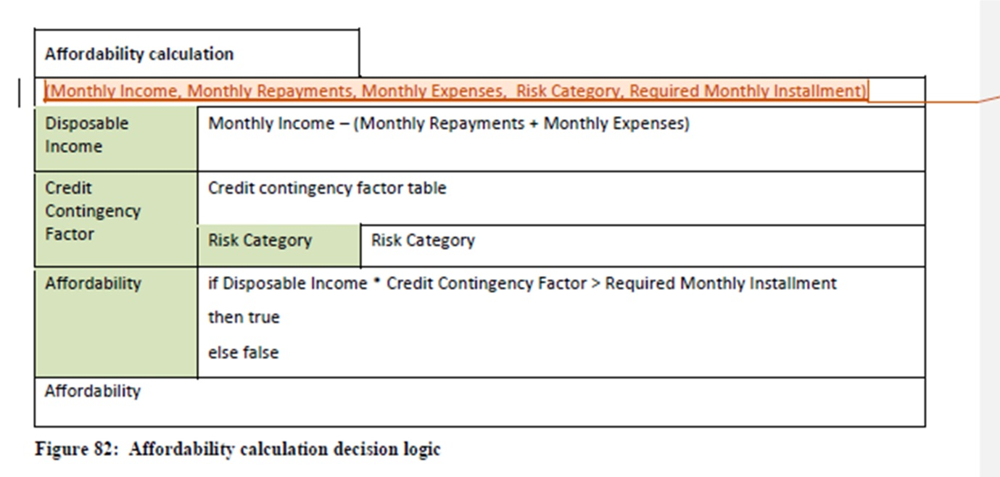 Affordability calculation
(Monthly Income, Monthly Repayments, Monthly Expenses,  Risk Category, Required Monthly Installment)
Disposable
Income
Monthly Income – (Monthly Repayments + Monthly Expenses)
Credit
Contingency
Factor
Credit contingency factor table
Risk Category
Risk Category
Affordability
if Disposable Income * Credit Contingency Factor > Required Monthly Installment
then true
else false
Affordability
Figure 82:  Affordability calculation decision logic